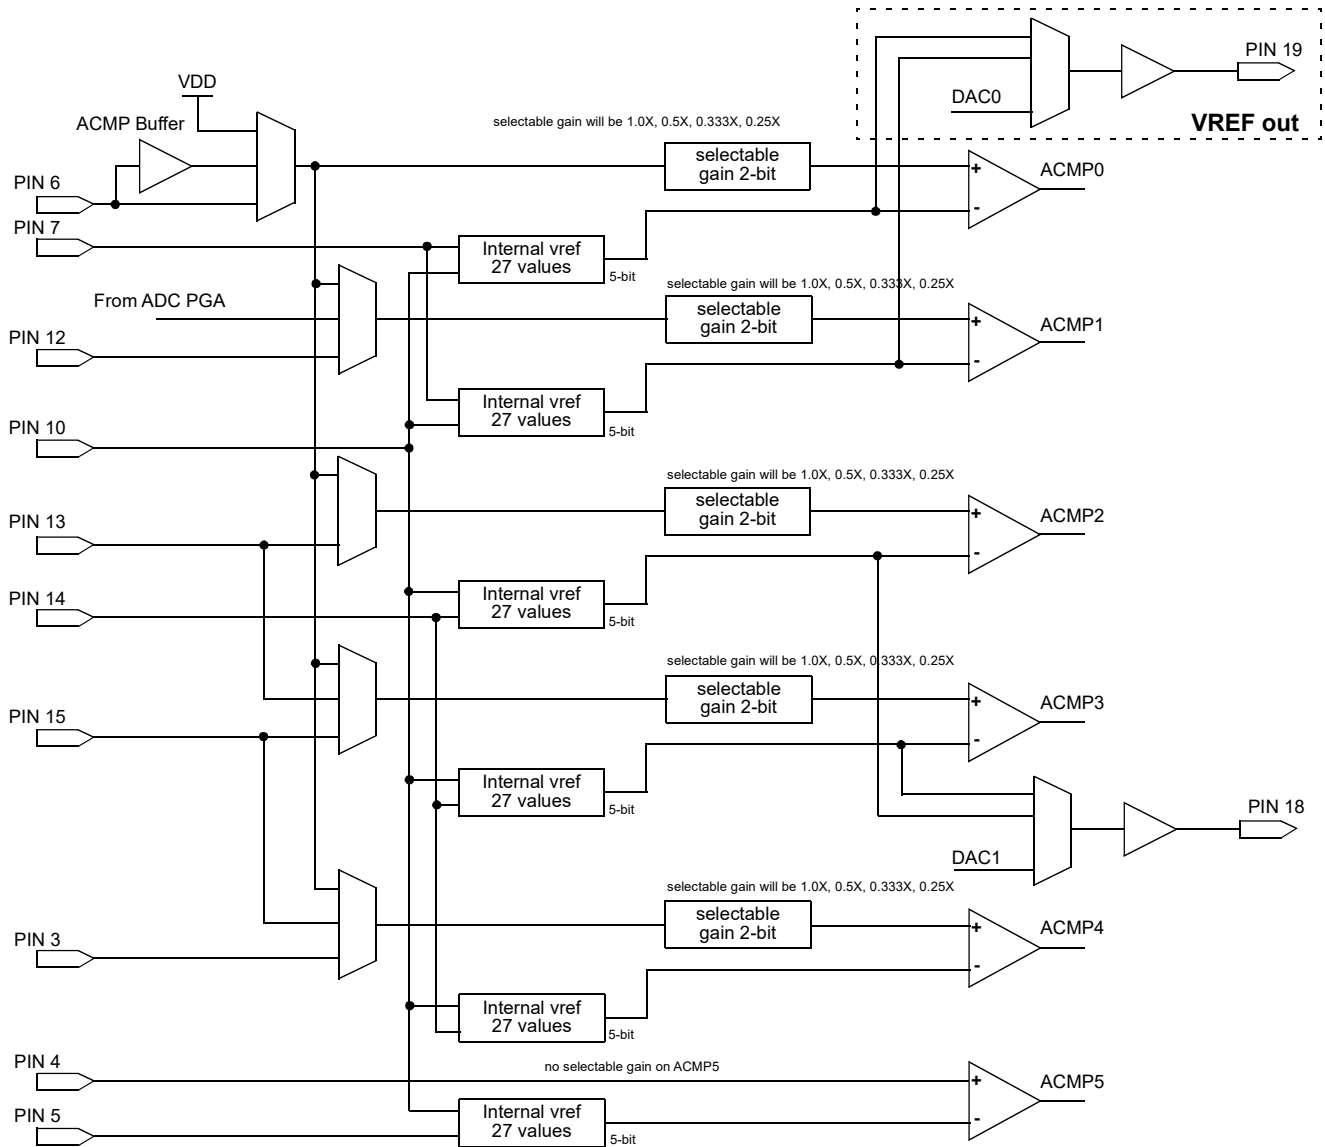 PIN 19
VDD
DAC0
VREF out
ACMP Buffer
selectable gain will be 1.0X, 0.5X, 0.333X, 0.25X
selectable
gain 2-bit
+
-
ACMP0
PIN 6
PIN 7
Internal vref
27 values
5-bit
selectable gain will be 1.0X, 0.5X, 0.333X, 0.25X
From ADC PGA
selectable
gain 2-bit
+
-
ACMP1
PIN 12
Internal vref
27 values
5-bit
PIN 10
selectable gain will be 1.0X, 0.5X, 0.333X, 0.25X
selectable
gain 2-bit
+
-
ACMP2
PIN 13
Internal vref
27 values
5-bit
PIN 14
selectable gain will be 1.0X, 0.5X, 0.333X, 0.25X
selectable
gain 2-bit
+
-
ACMP3
PIN 15
Internal vref
27 values
5-bit
PIN 18
DAC1
selectable gain will be 1.0X, 0.5X, 0.333X, 0.25X
selectable
gain 2-bit
+
-
ACMP4
PIN 3
Internal vref
27 values
5-bit
PIN 4
no selectable gain on ACMP5
+
-
ACMP5
PIN 5
Internal vref
27 values
5-bit